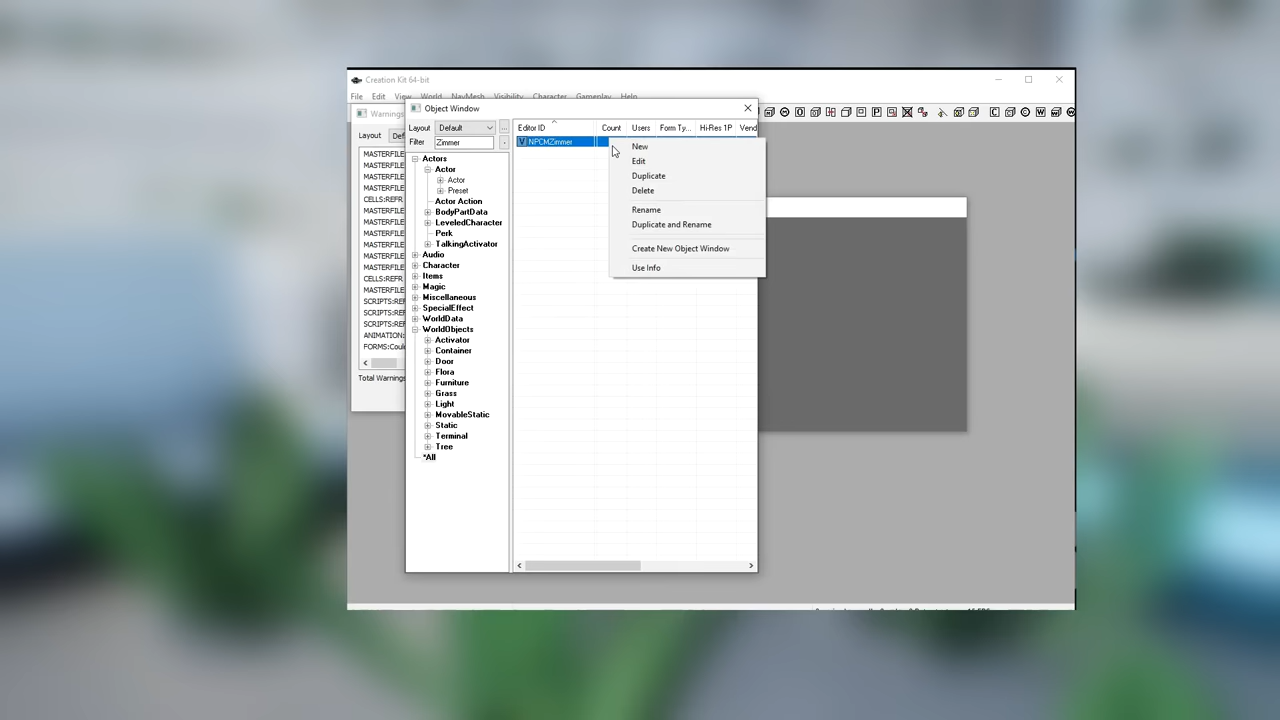 Creation Kit 64-bit
File Edit View World NavMesh Visibility Character Gameplay Help
Object Window
Warnings
Layout Default ...
Layout Def
Filter Zimmer
Editor ID Count Users Form Ty... Hi-Res 1P Vend
NPCMZimmer
New
Edit
Duplicate
Delete
Rename
Duplicate and Rename
Create New Object Window
Use Info
Actors
Actor
Actor
Preset
Actor Action
BodyPartData
LeveledCharacter
Perk
TalkingActivator
Audio
Character
Items
Magic
Miscellaneous
SpecialEffect
WorldData
WorldObjects
Activator
Container
Door
Flora
Furniture
Grass
Light
MovableStatic
Static
Terminal
Tree
*All
MASTERFILE
MASTERFILE
MASTERFILE
MASTERFILE
CELLS:REFR
MASTERFILE
MASTERFILE
MASTERFILE
MASTERFILE
MASTERFILE
MASTERFILE
CELLS:REFR
MASTERFILE
SCRIPTS:REF
SCRIPTS:REF
SCRIPTS:REF
ANIMATION:
FORMS:Coul
Total Warnings